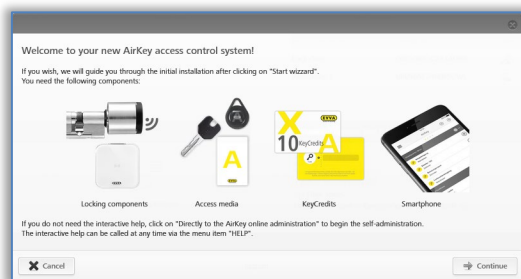 Welcome to your new AirKey access control system!
If you wish, we will guide you through the initial installation after clicking on "Start wizzard".
You need the following components:
EVVA
X
10 KeyCredits
A
A
EVVA
Locking components
Access media
KeyCredits
Smartphone
If you do not need the interactive help, click on "Directly to the AirKey online administration" to begin the self-administration.
The interactive help can be called at any time via the menu item "HELP".
Cancel
Continue